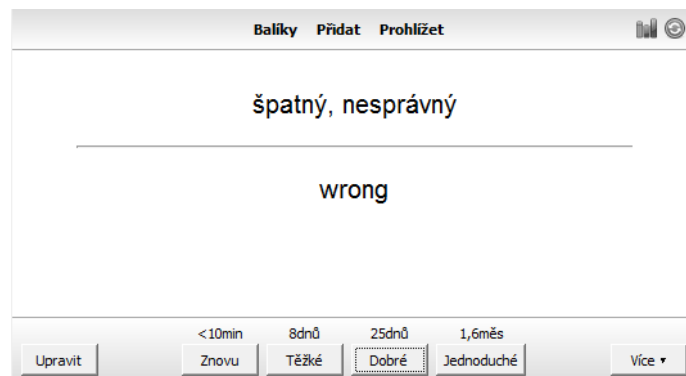 Balíky Přidat Prohlížet
špatný, nesprávný
wrong
<10min 8dnů 25dnů 1,6měs
Upravit Znovu Těžké Dobré Jednoduché Více ▾